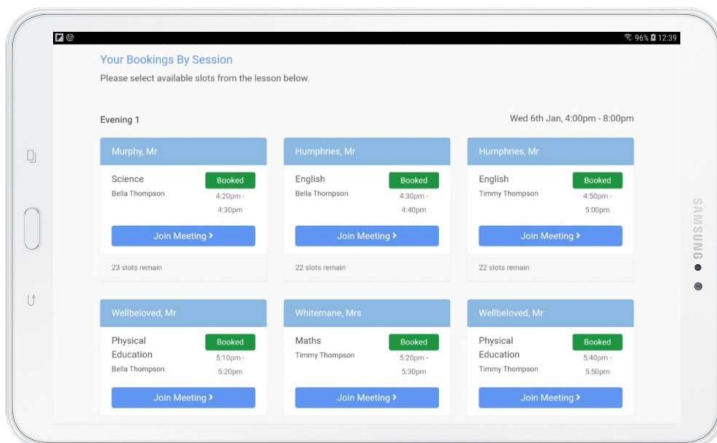 96% 12:39
Your Bookings By Session
Please select available slots from the lesson below.
Evening 1
Wed 6th Jan, 4:00pm - 8:00pm
Murphy, Mr
Science
Booked
Bella Thompson
4:20pm -
4:30pm
Join Meeting >
23 slots remain
Humphries, Mr
English
Booked
Bella Thompson
4:30pm -
4:40pm
Join Meeting >
22 slots remain
Humphries, Mr
English
Booked
Timmy Thompson
4:50pm -
5:00pm
Join Meeting >
22 slots remain
Wellbeloved, Mr
Physical
Education
Booked
Bella Thompson
5:10pm -
5:20pm
Join Meeting >
Whitemane, Mrs
Maths
Booked
Timmy Thompson
5:20pm -
5:30pm
Join Meeting >
Wellbeloved, Mr
Physical
Education
Booked
Timmy Thompson
5:40pm -
5:50pm
Join Meeting >
SAMSUNG